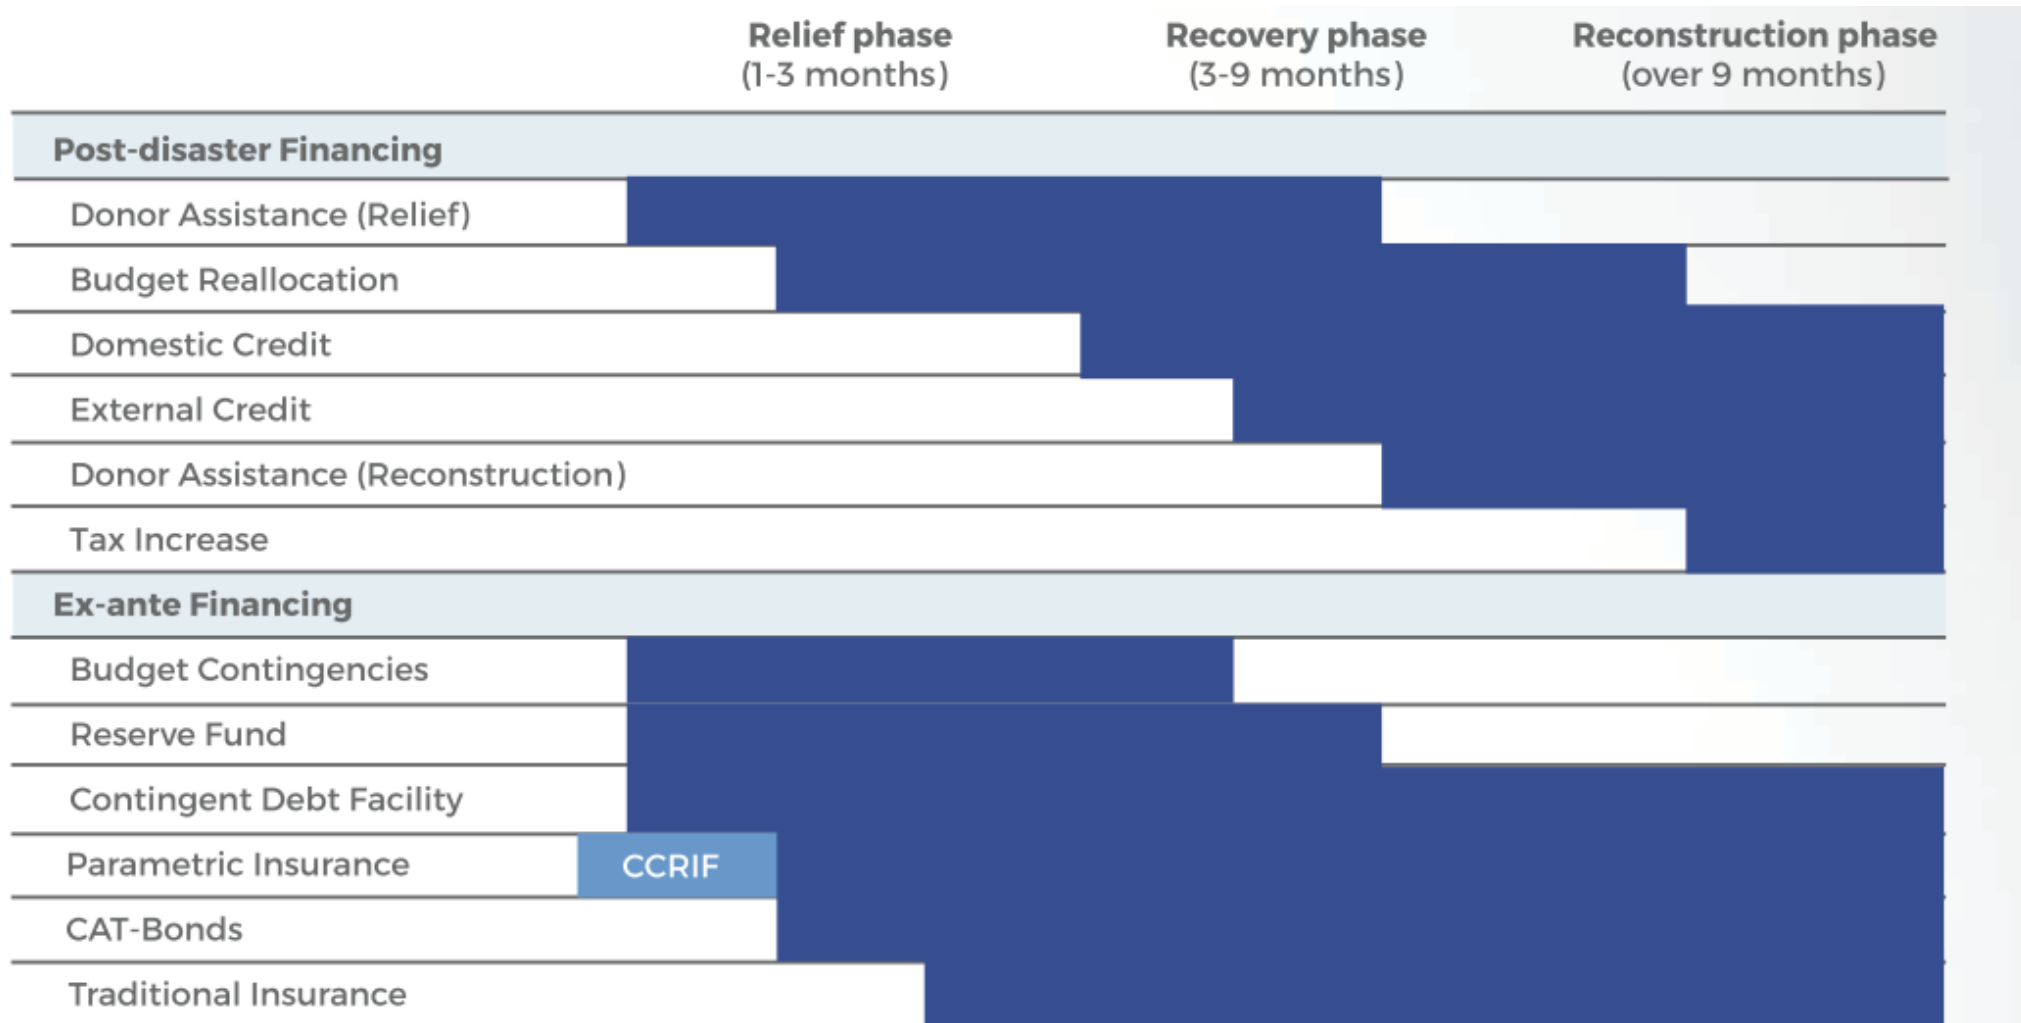 Relief phase
(1-3 months)
Recovery phase
(3-9 months)
Reconstruction phase
(over 9 months)
Post-disaster Financing
Donor Assistance (Relief)
Budget Reallocation
Domestic Credit
External Credit
Donor Assistance (Reconstruction)
Tax Increase
Ex-ante Financing
Budget Contingencies
Reserve Fund
Contingent Debt Facility
Parametric Insurance
CCRIF
CAT-Bonds
Traditional Insurance